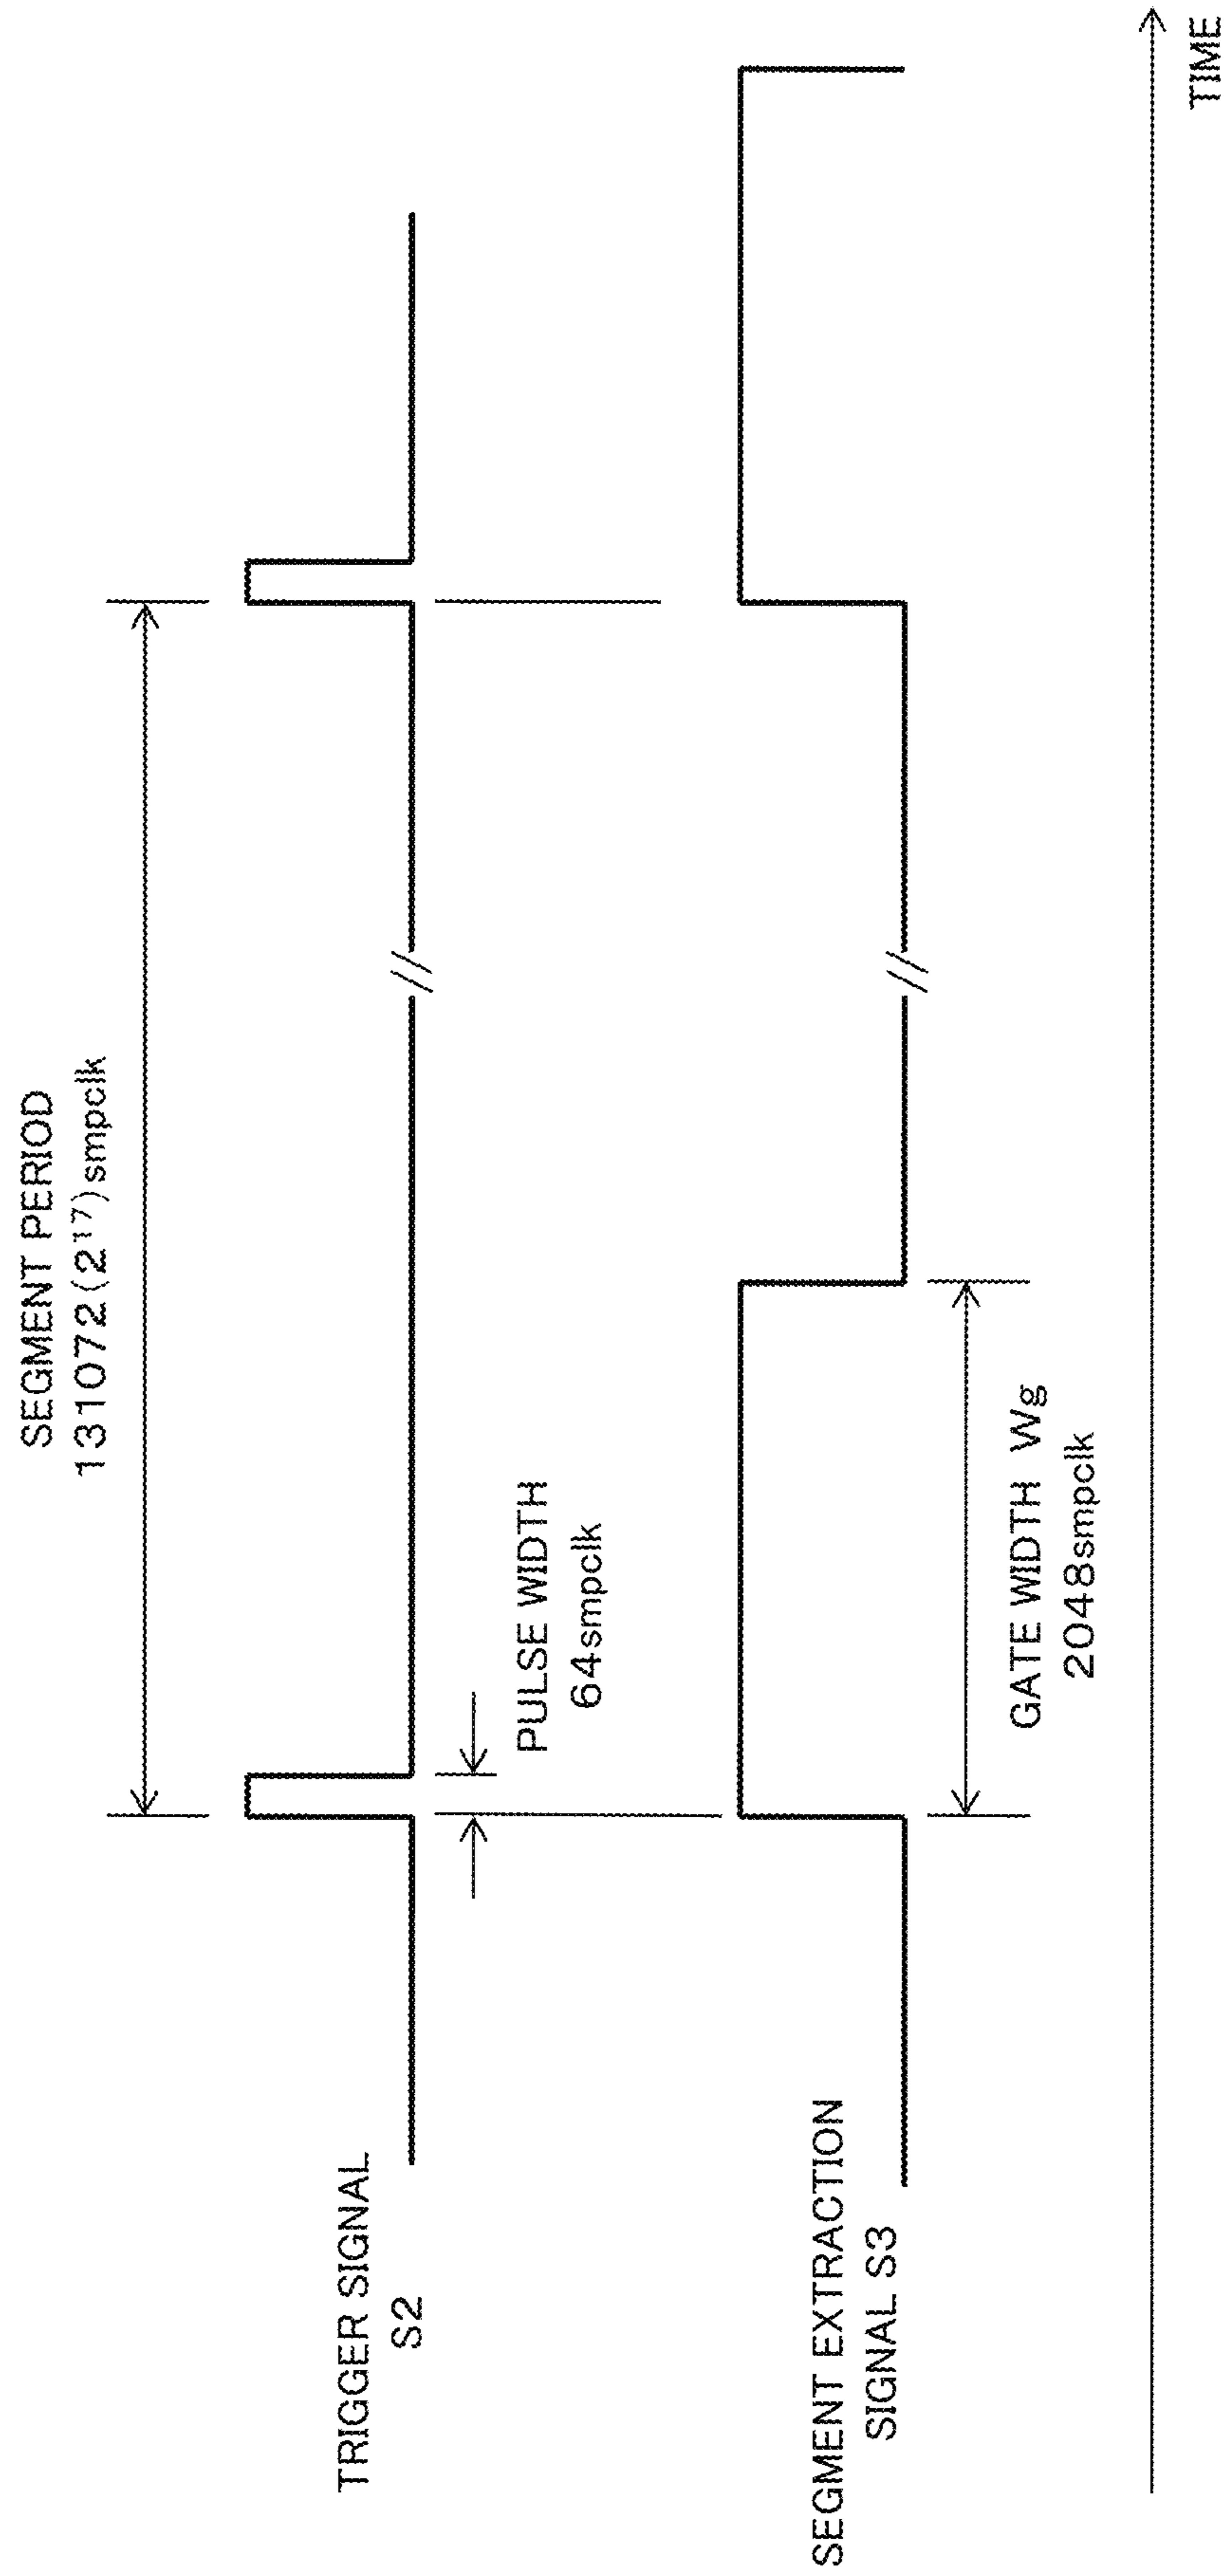 SEGMENT PERIOD
131072(2¹⁷)smpclk
TRIGGER SIGNAL
S2
PULSE WIDTH
64smpclk
SEGMENT EXTRACTION
SIGNAL S3
GATE WIDTH Wg
2048smpclk
TIME